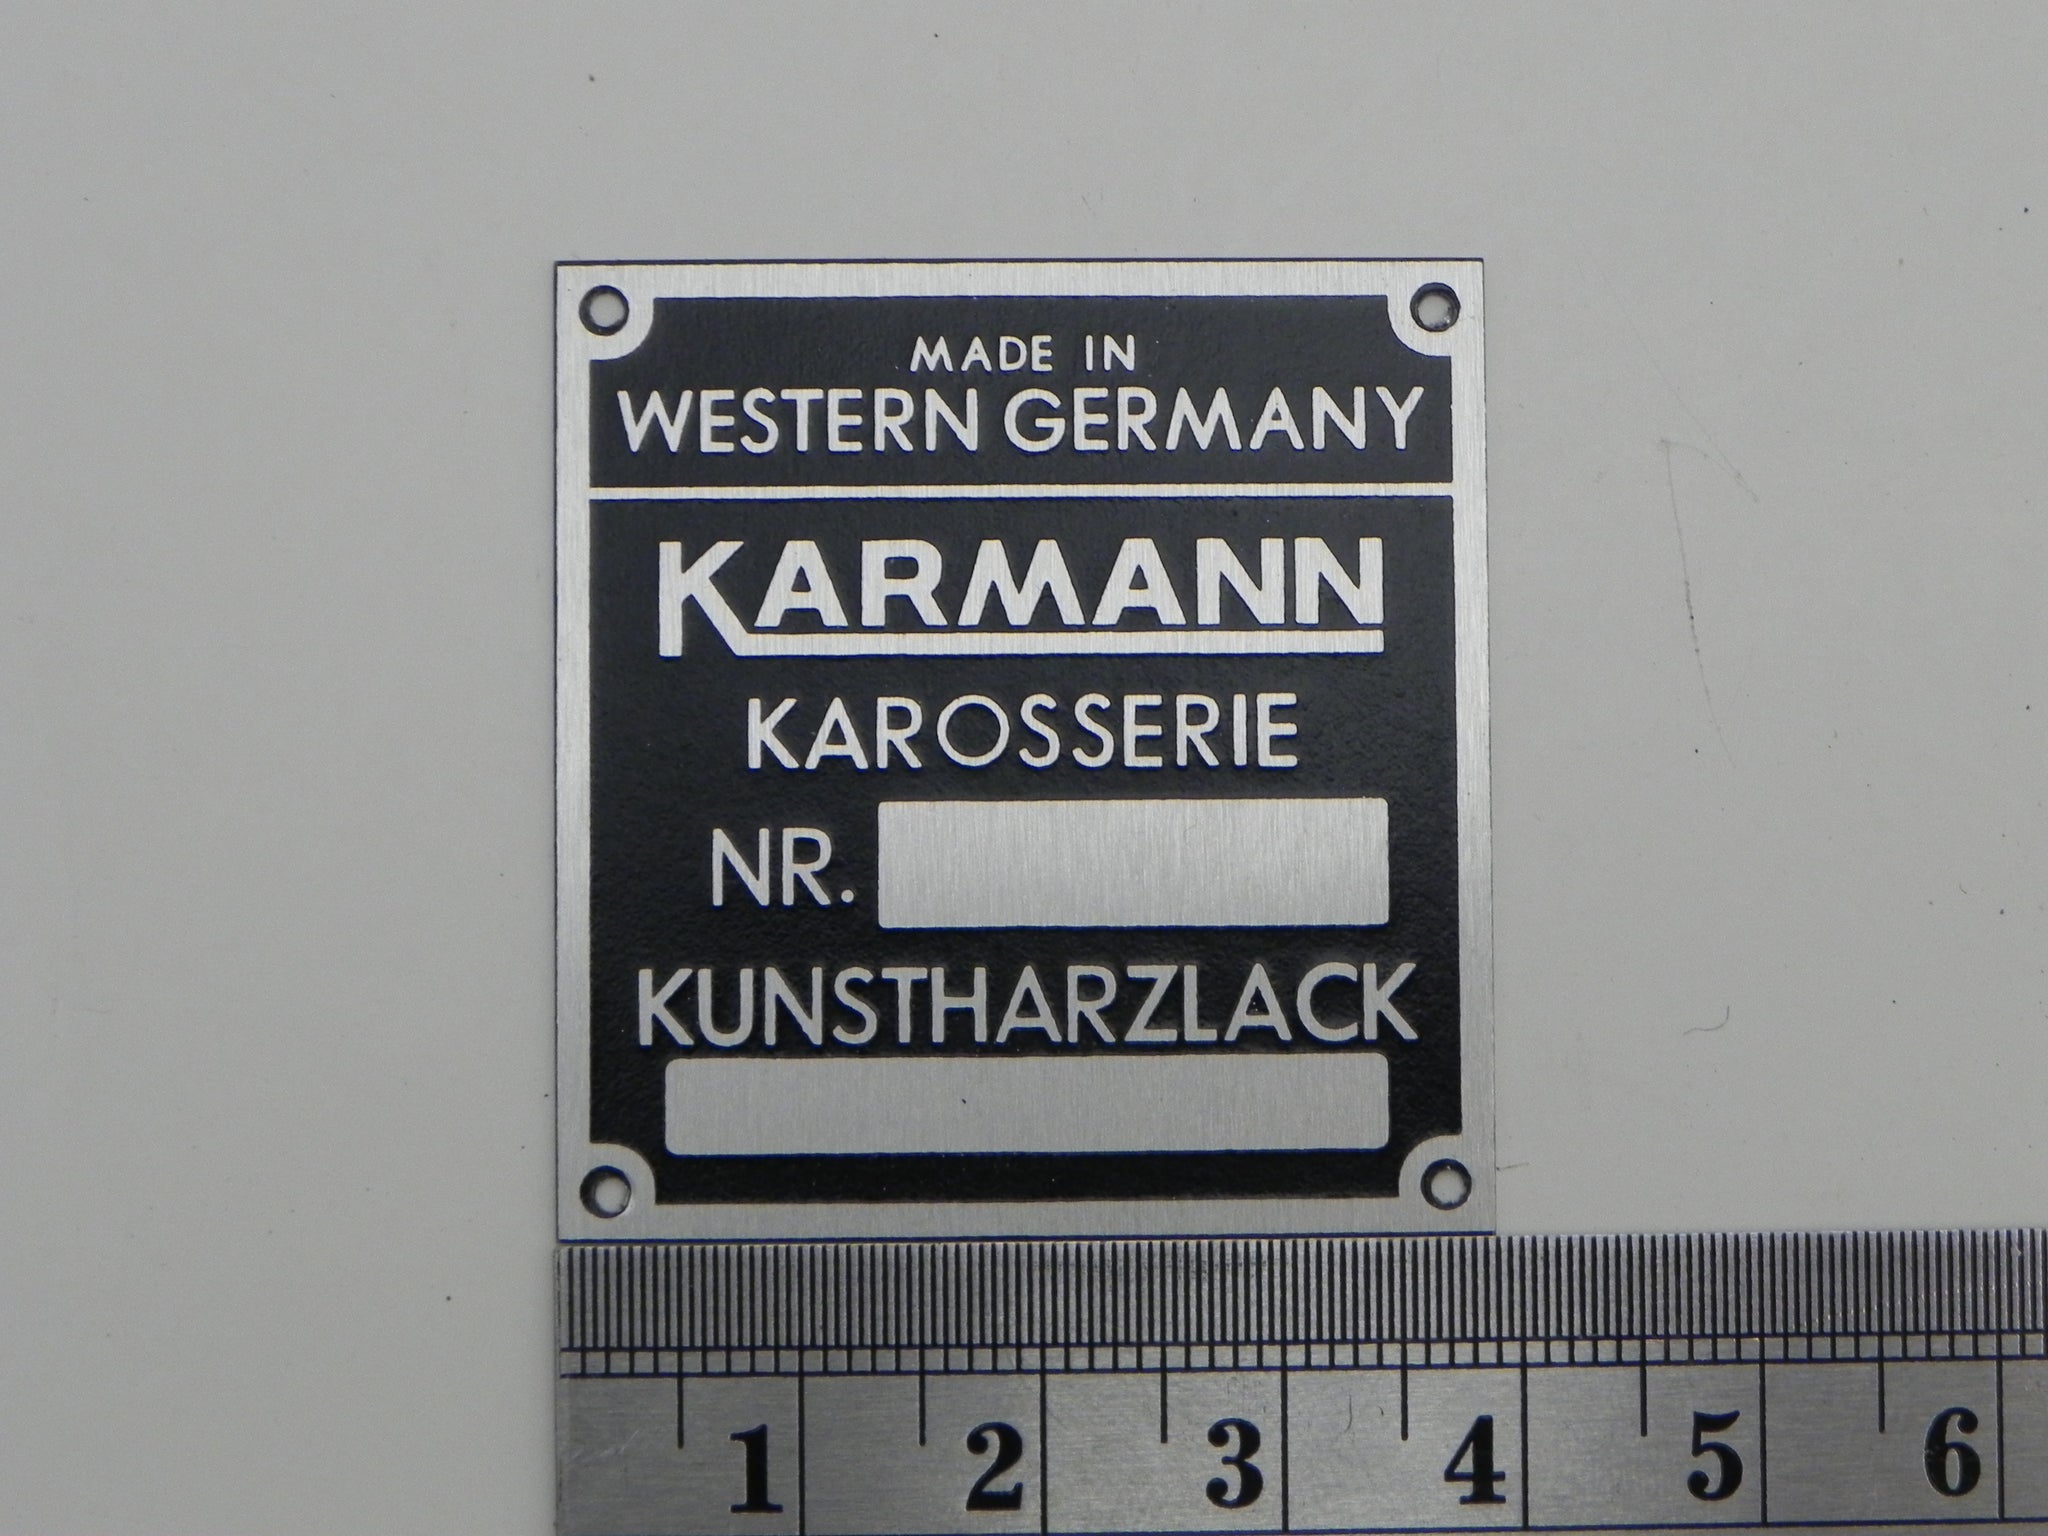 MADE IN
WESTERN GERMANY
KARMANN
KAROSSERIE
NR.
KUNSTHARZLACK
1 2 3 4 5 6